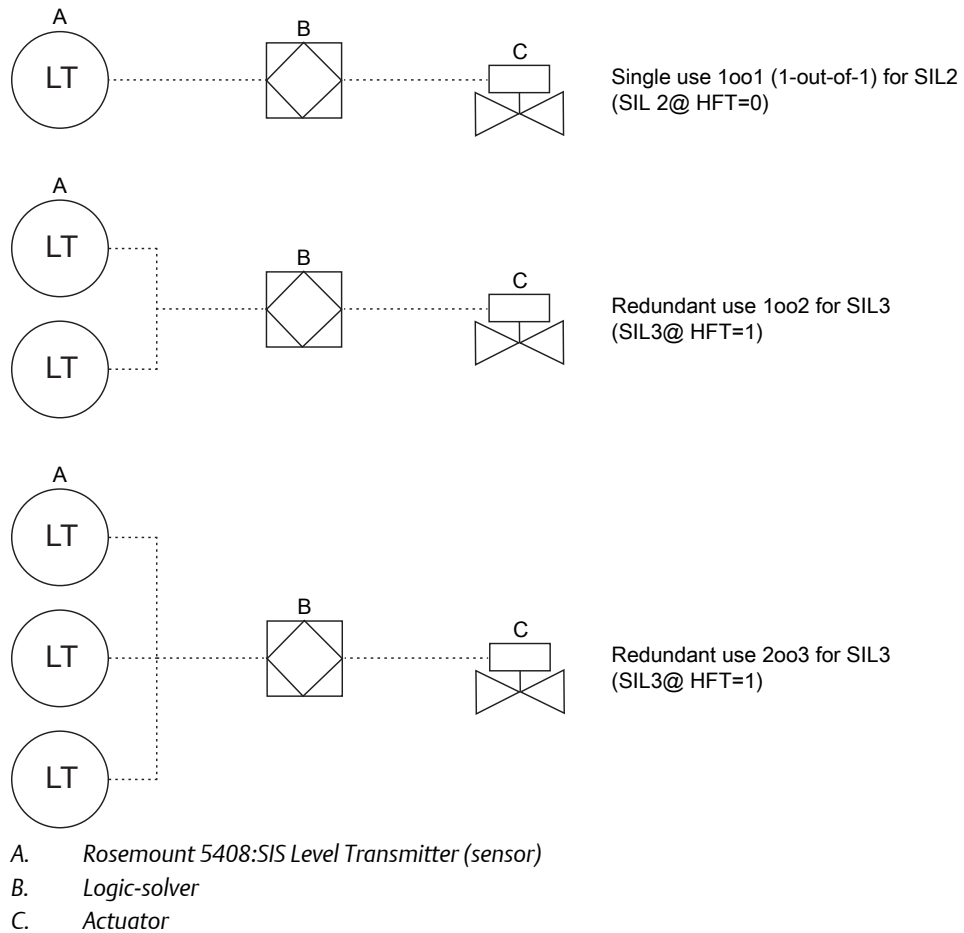 A
LT
B
C
Single use 1oo1 (1-out-of-1) for SIL2
(SIL 2@ HFT=0)
A
LT
LT
B
C
Redundant use 1oo2 for SIL3
(SIL3@ HFT=1)
A
LT
LT
LT
B
C
Redundant use 2oo3 for SIL3
(SIL3@ HFT=1)
A. Rosemount 5408:SIS Level Transmitter (sensor)
B. Logic-solver
C. Actuator